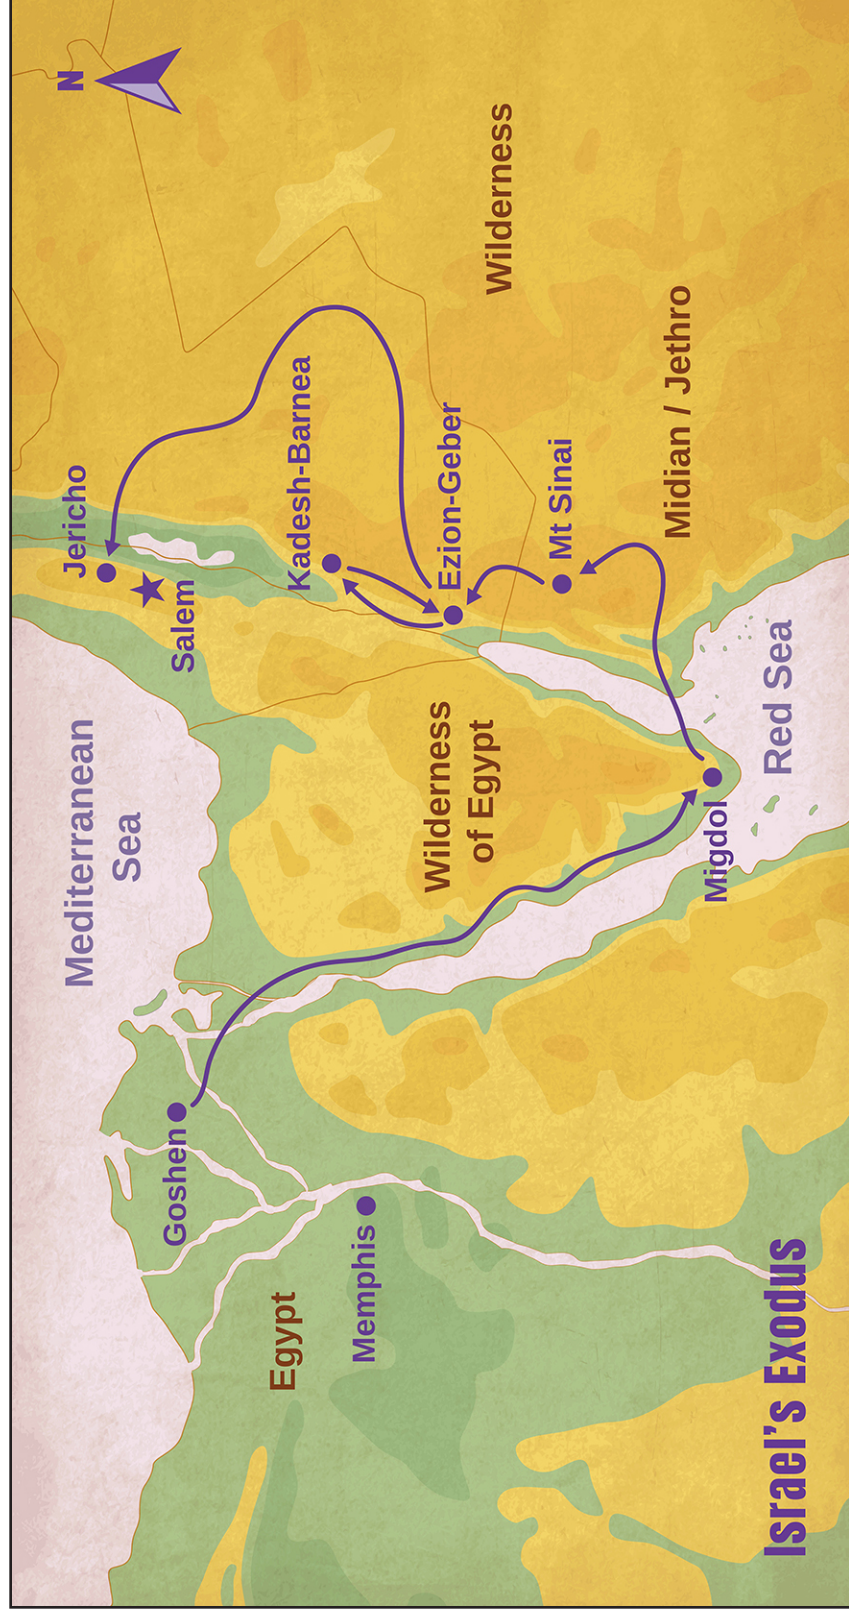 N
Mediterranean
Sea
Jericho
Salem
Goshen
Kadesh-Barnea
Egypt
Memphis
Wilderness
of Egypt
Ezion-Geber
Wilderness
Mt Sinai
Midian / Jethro
Migdol
Red Sea
Israel's Exodus